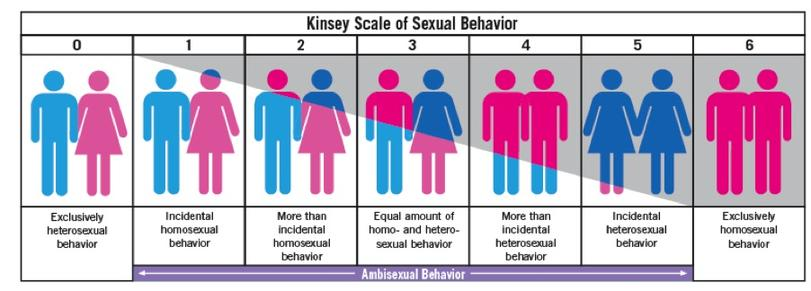 Kinsey Scale of Sexual Behavior
0 1 2 3 4 5 6
Exclusively
heterosexual
behavior
Incidental
homosexual
behavior
More than
incidental
homosexual
behavior
Equal amount of
homo- and hetero-
sexual behavior
More than
incidental
heterosexual
behavior
Incidental
heterosexual
behavior
Exclusively
homosexual
behavior
Ambisexual Behavior